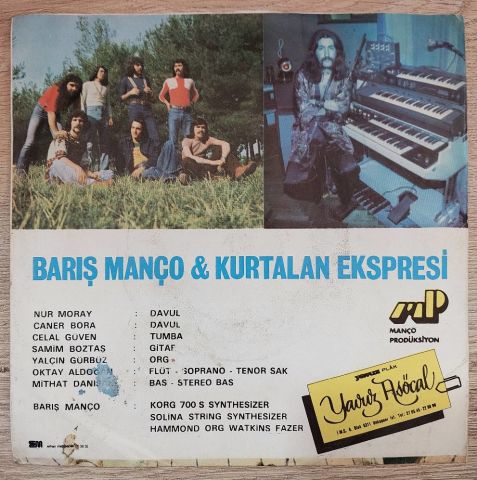 BARIŞ MANÇO & KURTALAN EKSPRESİ
NUR MORAY : DAVUL
CANER BORA : DAVUL
CELAL GÜVEN : TUMBA
SAMİM BOZTAŞ : GİTAR
YALÇIN GÜRBÜZ : ORG
OKTAY ALDOĞAN : FLÜT - SOPRANO - TENOR SAK
MİTHAT DANIŞAN : BAS - STEREO BAS
BARIŞ MANÇO : KORG 700 S SYNTHESIZER
SOLINA STRING SYNTHESIZER
HAMMOND ORG WATKINS FAZER
MANÇO
PRODÜKSİYON
YAVUZ PLAK
Yavuz Asöcal